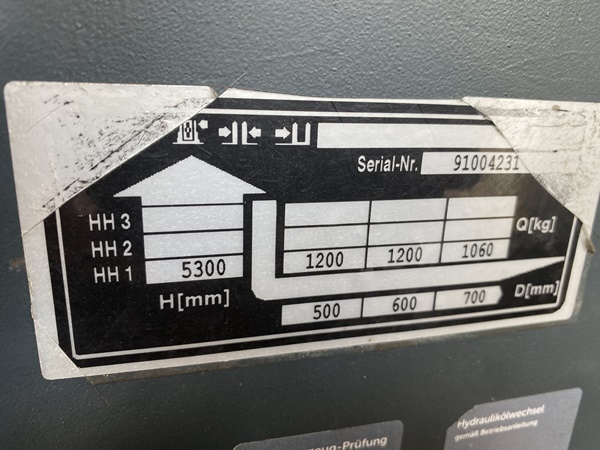 Serial-Nr. 91004231
HH 3 Q[kg]
HH 2
HH 1 5300 1200 1200 1060
H[mm] 500 600 700 D[mm]
Hydraulikölwechsel
gemäß Betriebsanleitung
-Prüfung